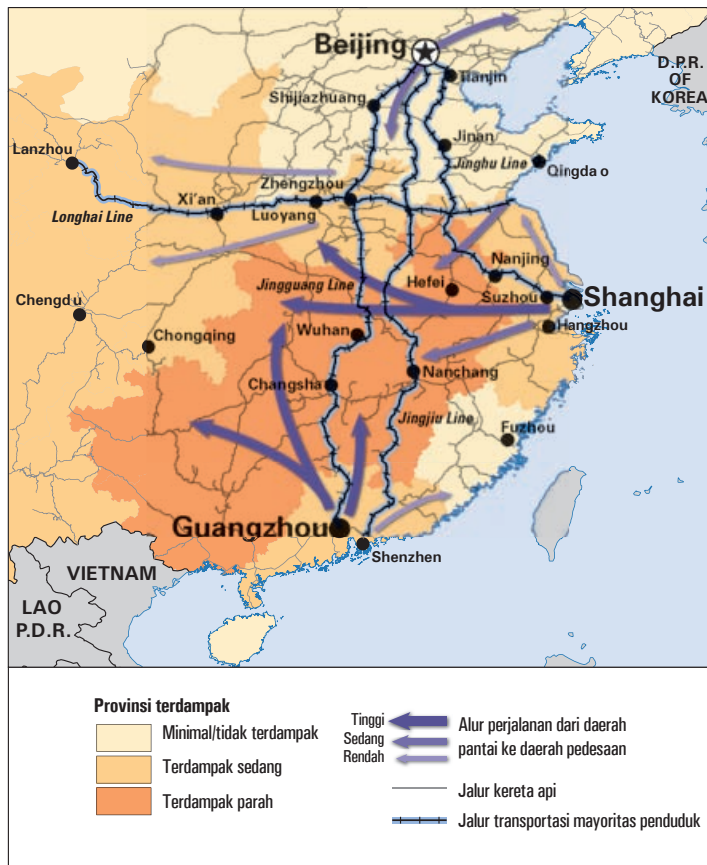 Beijing
D.P.R.
OF
KOREA
Tianjin
Shijiazhuang
Jinan
Lanzhou
Jinghu Line
Qingdao
Xi'an
Zhengzhou
Longhai Line
Luoyang
Nanjing
Jingguang Line
Hefei
Suzhou
Shanghai
Chengdu
Hangzhou
Chongqing
Wuhan
Nanchang
Changsha
Jingjiu Line
Fuzhou
Guangzhou
Shenzhen
VIETNAM
LAO
P.D.R.
Provinsi terdampak
Minimal/tidak terdampak
Terdampak sedang
Terdampak parah
Tinggi
Sedang
Rendah
Alur perjalanan dari daerah
pantai ke daerah pedesaan
Jalur kereta api
Jalur transportasi mayoritas penduduk